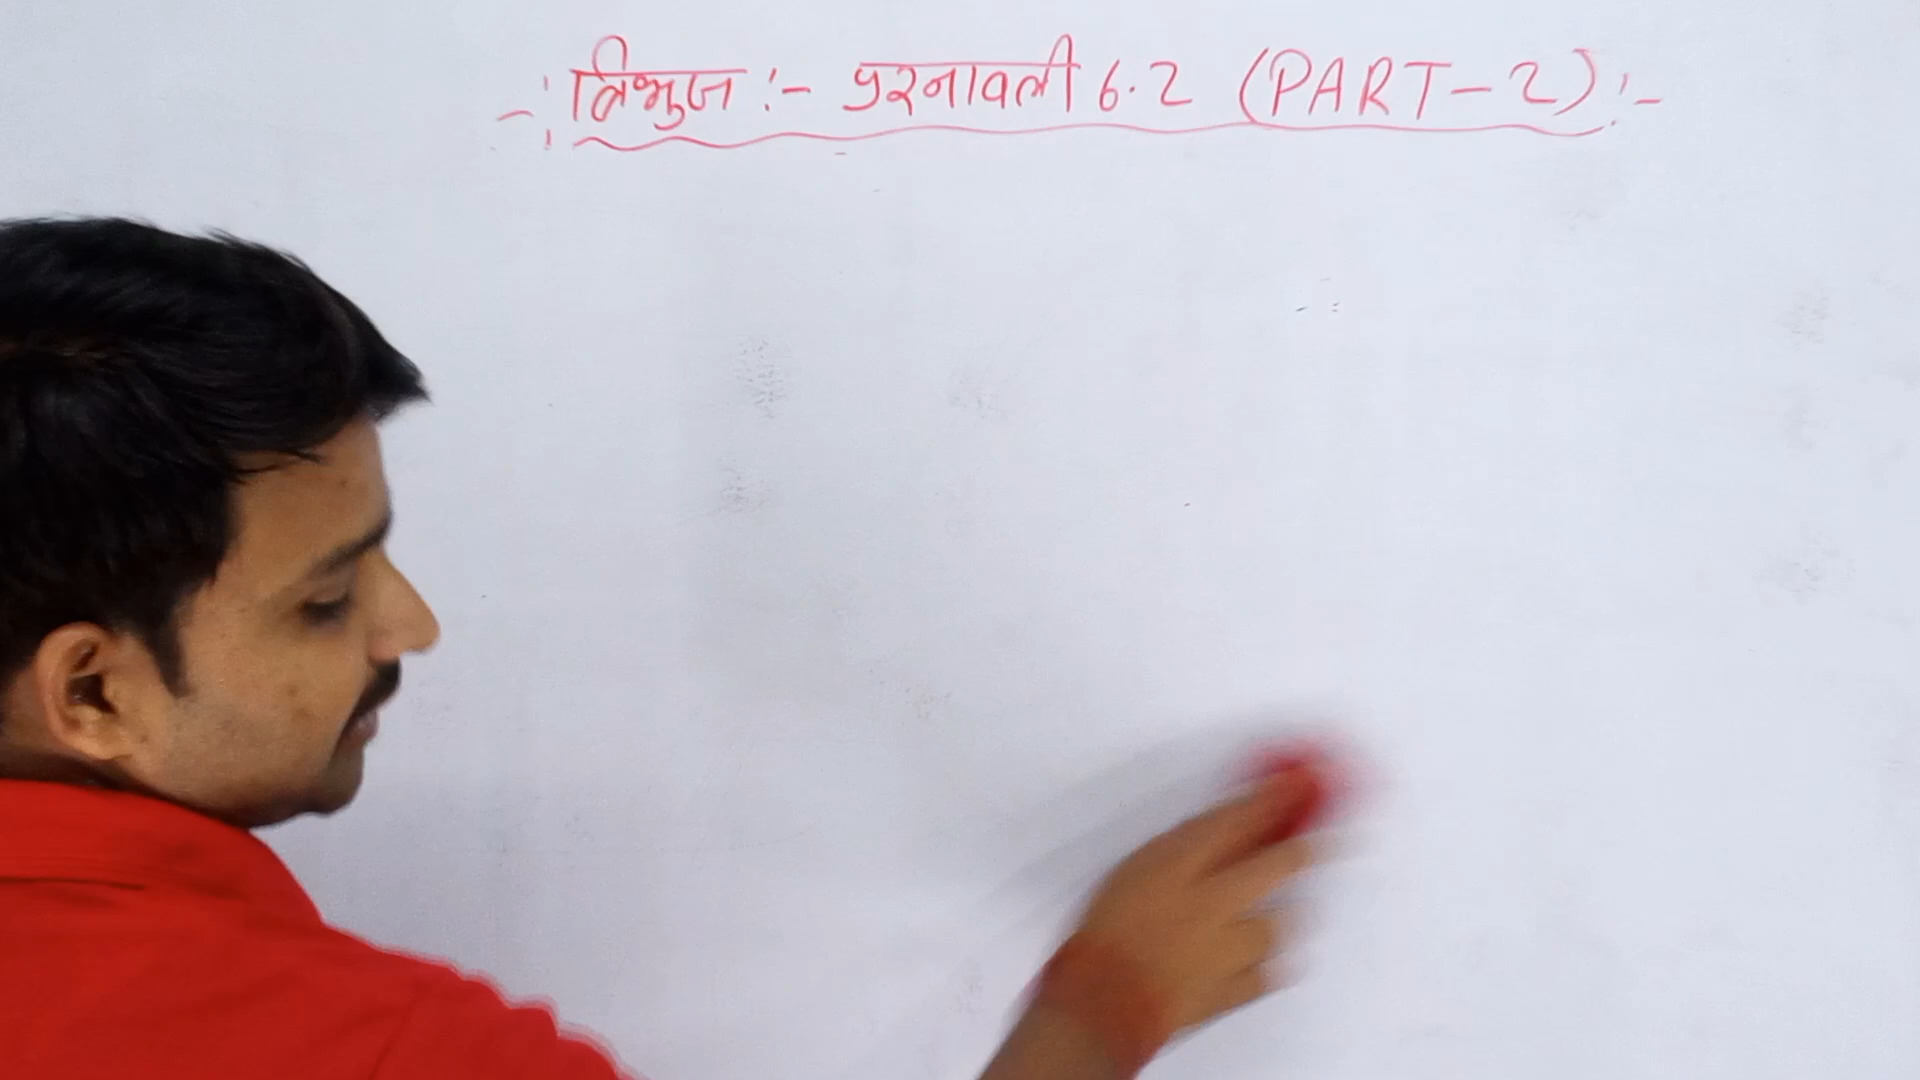 -: त्रिभुज :- प्रश्नावली 6.2 (PART-2) :-